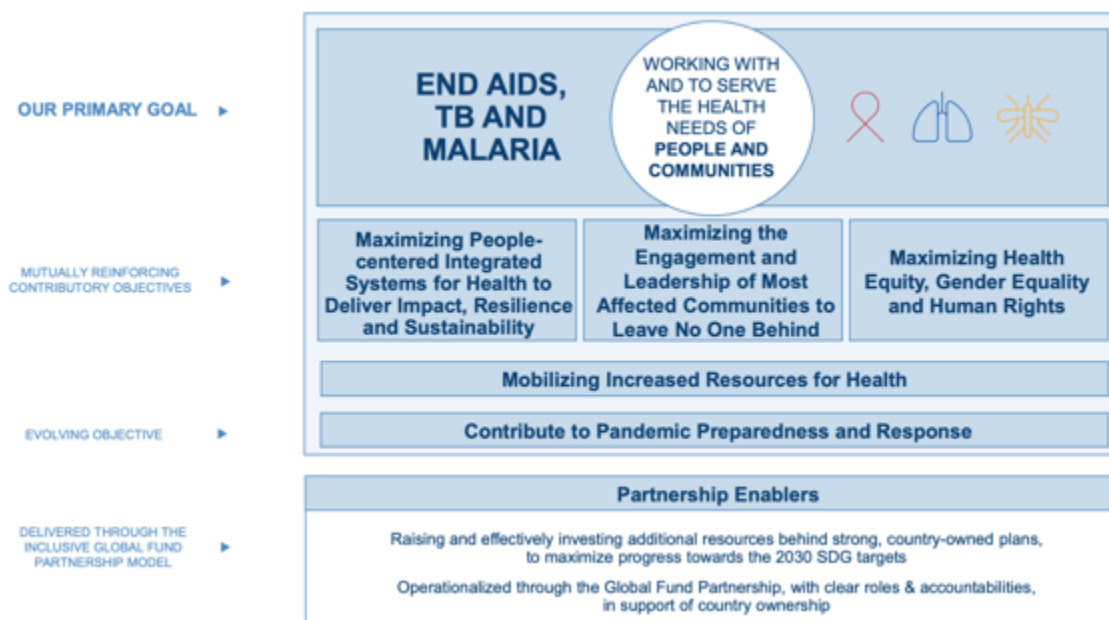 OUR PRIMARY GOAL
END AIDS,
TB AND
MALARIA
WORKING WITH
AND TO SERVE
THE HEALTH
NEEDS OF
PEOPLE AND
COMMUNITIES
MUTUALLY REINFORCING
CONTRIBUTORY OBJECTIVES
Maximizing People-
centered Integrated
Systems for Health to
Deliver Impact, Resilience
and Sustainability
Maximizing the
Engagement and
Leadership of Most
Affected Communities to
Leave No One Behind
Maximizing Health
Equity, Gender Equality
and Human Rights
Mobilizing Increased Resources for Health
EVOLVING OBJECTIVE
Contribute to Pandemic Preparedness and Response
DELIVERED THROUGH THE
INCLUSIVE GLOBAL FUND
PARTNERSHIP MODEL
Partnership Enablers
Raising and effectively investing additional resources behind strong, country-owned plans,
to maximize progress towards the 2030 SDG targets
Operationalized through the Global Fund Partnership, with clear roles & accountabilities,
in support of country ownership